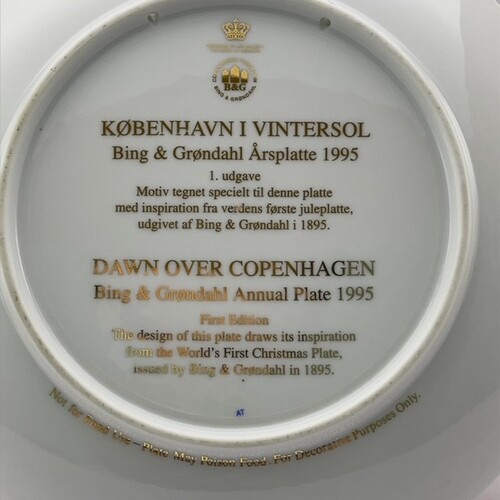 B&G
BING & GRØNDAHL
KØBENHAVN I VINTERSOL
Bing & Grøndahl Årsplatte 1995
1. udgave
Motiv tegnet specielt til denne platte
med inspiration fra verdens første juleplatte,
udgivet af Bing & Grøndahl i 1895.
DAWN OVER COPENHAGEN
Bing & Grøndahl Annual Plate 1995
First Edition
The design of this plate draws its inspiration
from the World's First Christmas Plate,
issued by Bing & Grøndahl in 1895.
AT
Not for Food Use – Plate May Poison Food. For Decorative Purposes Only.